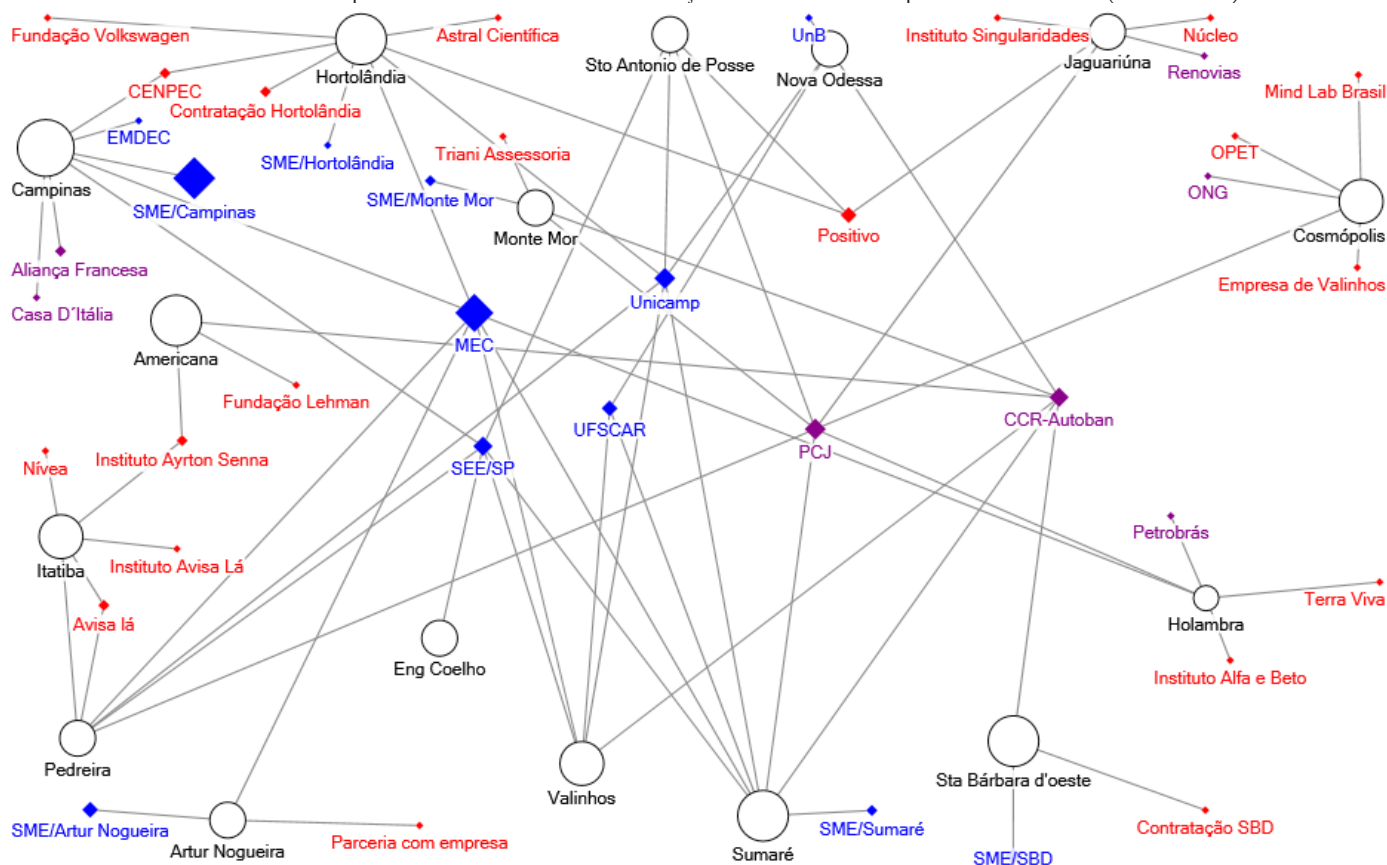 Fundação Volkswagen
Astral Científica
UnB
Instituto Singularidades
Núcleo
Sto Antonio de Posse
Jaguariúna
Hortolândia
Nova Odessa
Renovias
CENPEC
Mind Lab Brasil
Contratação Hortolândia
EMDEC
Triani Assessoria
OPET
SME/Hortolândia
Campinas
ONG
SME/Monte Mor
SME/Campinas
Monte Mor
Positivo
Cosmópolis
Aliança Francesa
Empresa de Valinhos
Unicamp
Casa D´Itália
MEC
Americana
Fundação Lehman
CCR-Autoban
UFSCAR
PCJ
Instituto Ayrton Senna
Nívea
SEE/SP
Petrobrás
Instituto Avisa Lá
Itatiba
Terra Viva
Avisa lá
Holambra
Eng Coelho
Instituto Alfa e Beto
Pedreira
Sta Bárbara d'oeste
Valinhos
SME/Artur Nogueira
SME/Sumaré
Contratação SBD
Parceria com empresa
Artur Nogueira
Sumaré
SME/SBD